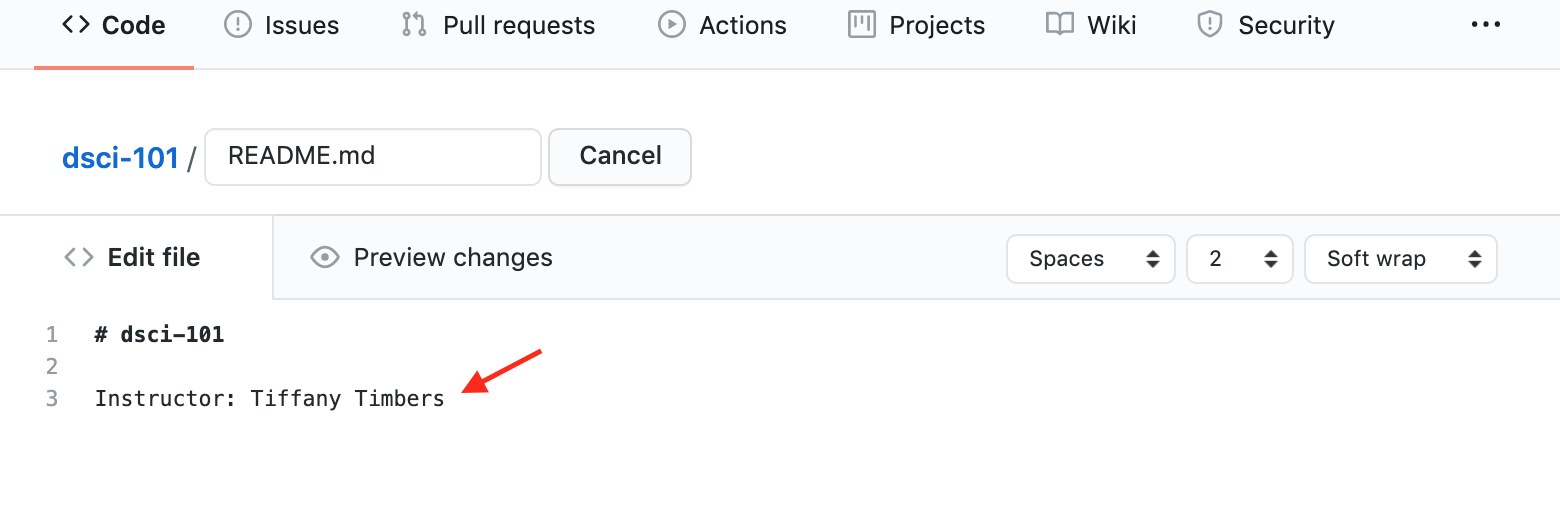 <> Code Issues Pull requests Actions Projects Wiki Security ...
dsci-101 / README.md Cancel
<> Edit file Preview changes Spaces 2 Soft wrap
1 # dsci-101
2
3 Instructor: Tiffany Timbers